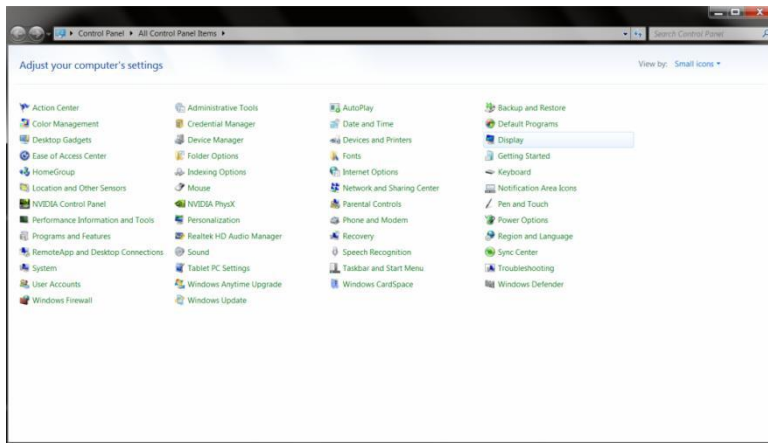 Control Panel All Control Panel Items Search Control Panel
Adjust your computer's settings View by: Small icons
Action Center Administrative Tools AutoPlay Backup and Restore
Color Management Credential Manager Date and Time Default Programs
Desktop Gadgets Device Manager Devices and Printers Display
Ease of Access Center Folder Options Fonts Getting Started
HomeGroup Indexing Options Internet Options Keyboard
Location and Other Sensors Mouse Network and Sharing Center Notification Area Icons
NVIDIA Control Panel NVIDIA PhysX Parental Controls Pen and Touch
Performance Information and Tools Personalization Phone and Modem Power Options
Programs and Features Realtek HD Audio Manager Recovery Region and Language
RemoteApp and Desktop Connections Sound Speech Recognition Sync Center
System Tablet PC Settings Taskbar and Start Menu Troubleshooting
User Accounts Windows Anytime Upgrade Windows CardSpace Windows Defender
Windows Firewall Windows Update